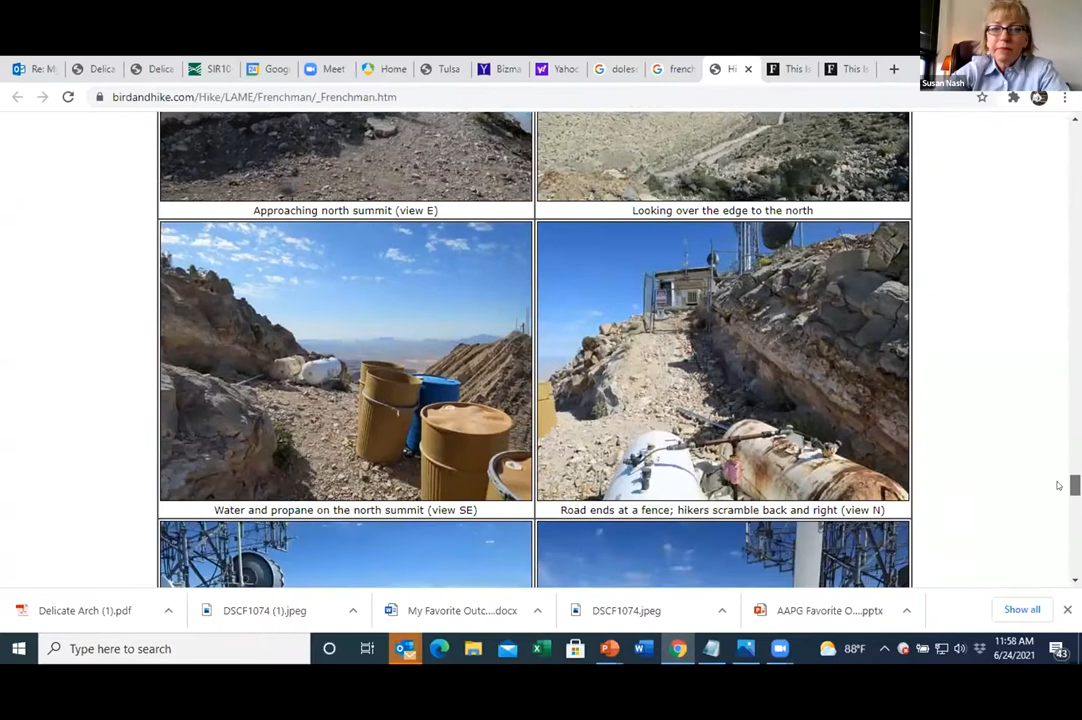 Susan Nash
Re: M
Delica
Delica
SIR10
Goog
Meet
Home
Tulsa
Bizma
Yahoo
doles
french
Hi
This Is
This Is
birdandhike.com/Hike/LAME/Frenchman/_Frenchman.htm
Approaching north summit (view E)
Looking over the edge to the north
Water and propane on the north summit (view SE)
Road ends at a fence; hikers scramble back and right (view N)
Delicate Arch (1).pdf
DSCF1074 (1).jpeg
My Favorite Outc....docx
DSCF1074.jpeg
AAPG Favorite O....pptx
Show all
Type here to search
88°F
11:58 AM
6/24/2021
43